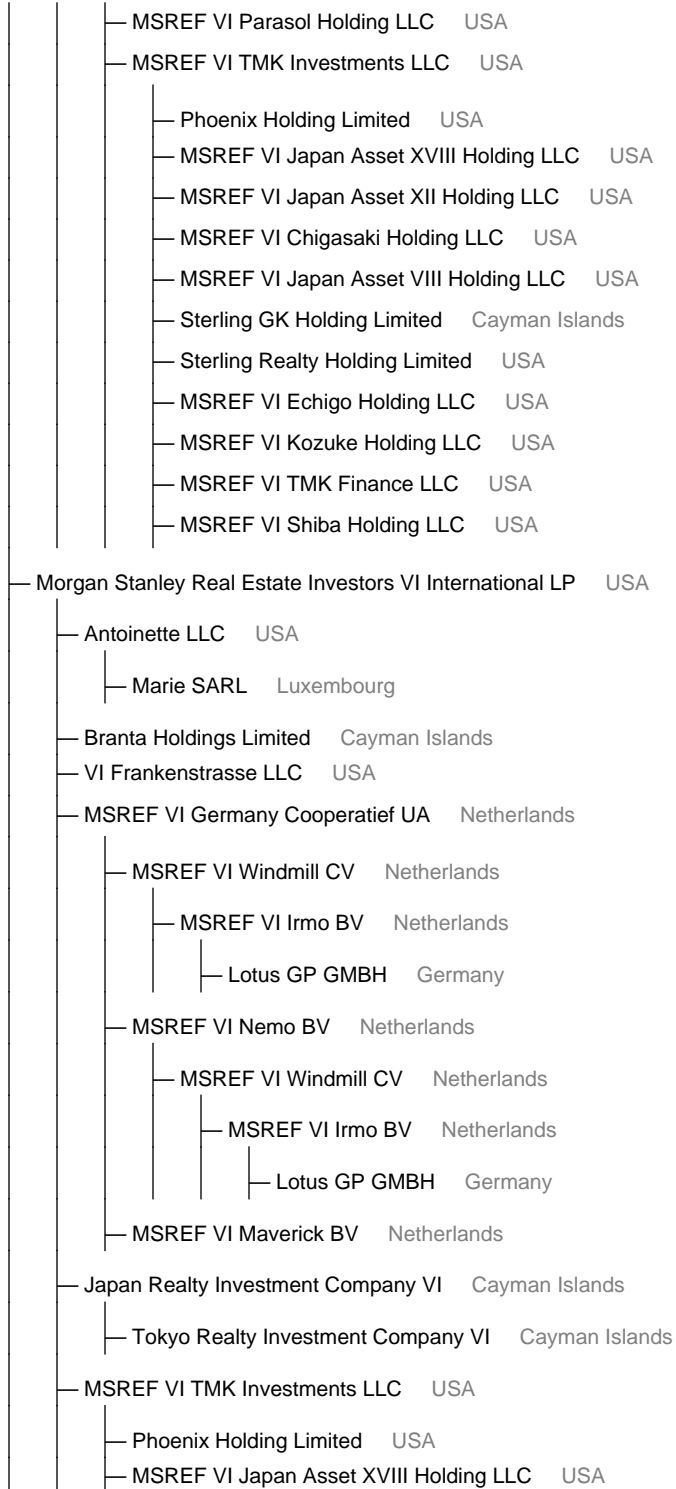 MSREF VI Parasol Holding LLC USA
MSREF VI TMK Investments LLC USA
Phoenix Holding Limited USA
MSREF VI Japan Asset XVIII Holding LLC USA
MSREF VI Japan Asset XII Holding LLC USA
MSREF VI Chigasaki Holding LLC USA
MSREF VI Japan Asset VIII Holding LLC USA
Sterling GK Holding Limited Cayman Islands
Sterling Realty Holding Limited USA
MSREF VI Echigo Holding LLC USA
MSREF VI Kozuke Holding LLC USA
MSREF VI TMK Finance LLC USA
MSREF VI Shiba Holding LLC USA
Morgan Stanley Real Estate Investors VI International LP USA
Antoinette LLC USA
Marie SARL Luxembourg
Branta Holdings Limited Cayman Islands
VI Frankenstrasse LLC USA
MSREF VI Germany Cooperatief UA Netherlands
MSREF VI Windmill CV Netherlands
MSREF VI Irmo BV Netherlands
Lotus GP GMBH Germany
MSREF VI Nemo BV Netherlands
MSREF VI Windmill CV Netherlands
MSREF VI Irmo BV Netherlands
Lotus GP GMBH Germany
MSREF VI Maverick BV Netherlands
Japan Realty Investment Company VI Cayman Islands
Tokyo Realty Investment Company VI Cayman Islands
MSREF VI TMK Investments LLC USA
Phoenix Holding Limited USA
MSREF VI Japan Asset XVIII Holding LLC USA